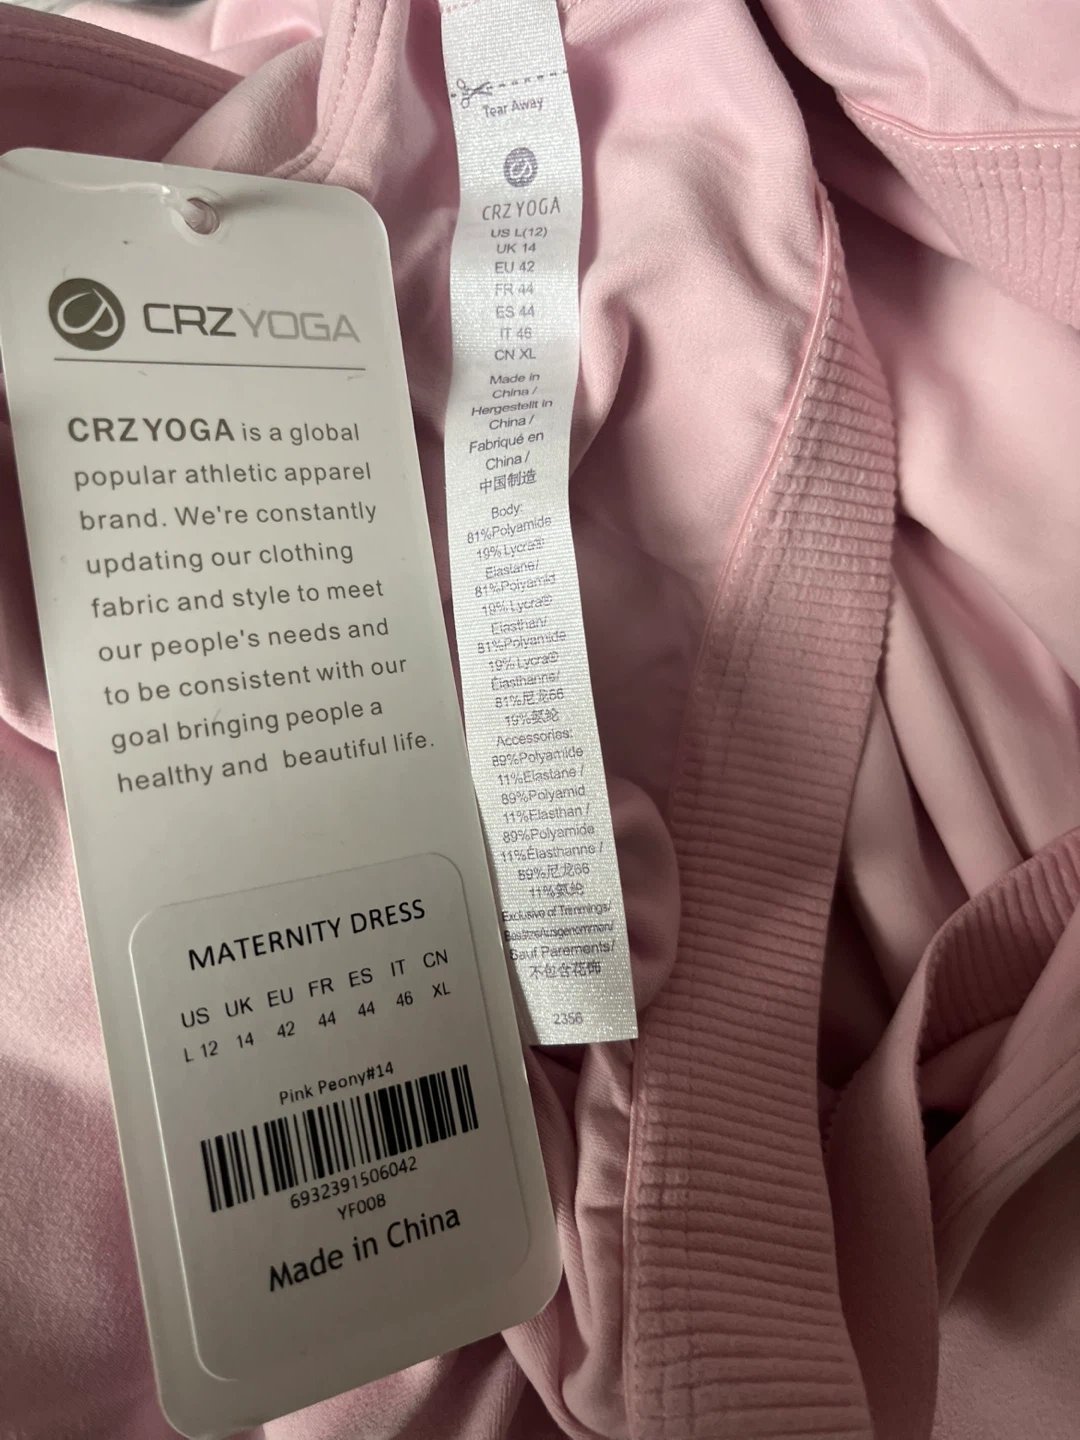 CRZ YOGA
CRZ YOGA is a global
popular athletic apparel
brand. We're constantly
updating our clothing
fabric and style to meet
our people's needs and
to be consistent with our
goal bringing people a
healthy and beautiful life.
MATERNITY DRESS
US UK EU FR ES IT CN
L 12 14 42 44 44 46 XL
Pink Peony#14
6932391506042
YF008
Made in China
Tear Away
CRZ YOGA
US L(12)
UK 14
EU 42
FR 44
ES 44
IT 46
CN XL
Made in
China /
Hergestellt in
China /
Fabriqué en
China /
中国制造
Body:
81%Polyamide
19%Lycra®
Elastane/
81%Polyamid
19%Lycra®
Elasthan/
81%Polyamide
19%Lycra®
Élasthanne/
81%尼龙66
19%氨纶
Accessories:
89%Polyamide
11%Elastane /
89%Polyamid
11%Elasthan /
89%Polyamide
11%Élasthanne /
89%尼龙66
11%氨纶
Exclusive of Trimmings/
Sauf Parements/
不包含花饰
2356